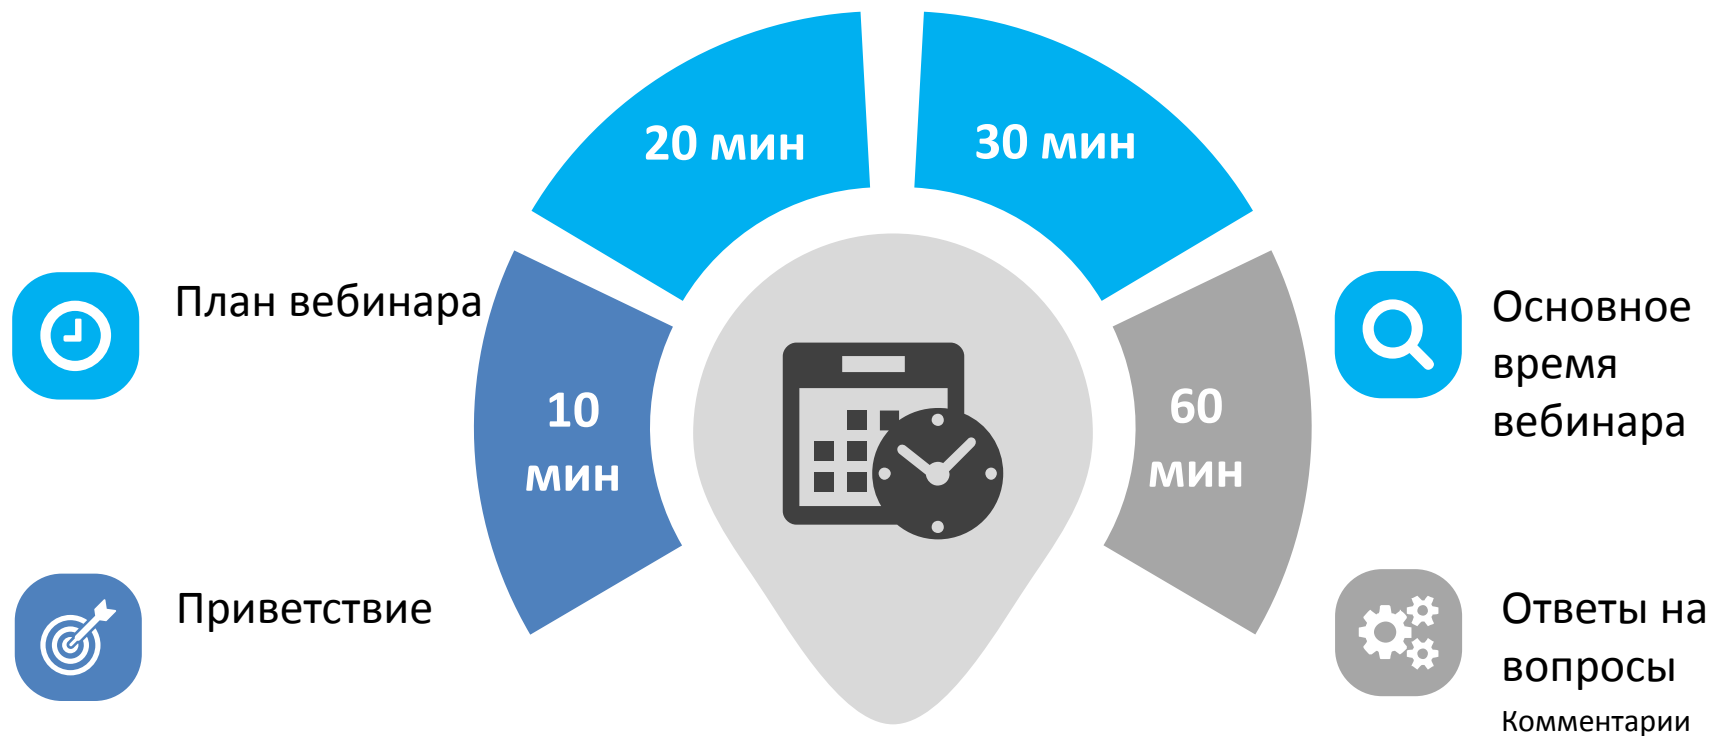 20 мин
30 мин
План вебинара
10
мин
60
мин
Основное
время
вебинара
Приветствие
Ответы на
вопросы
Комментарии